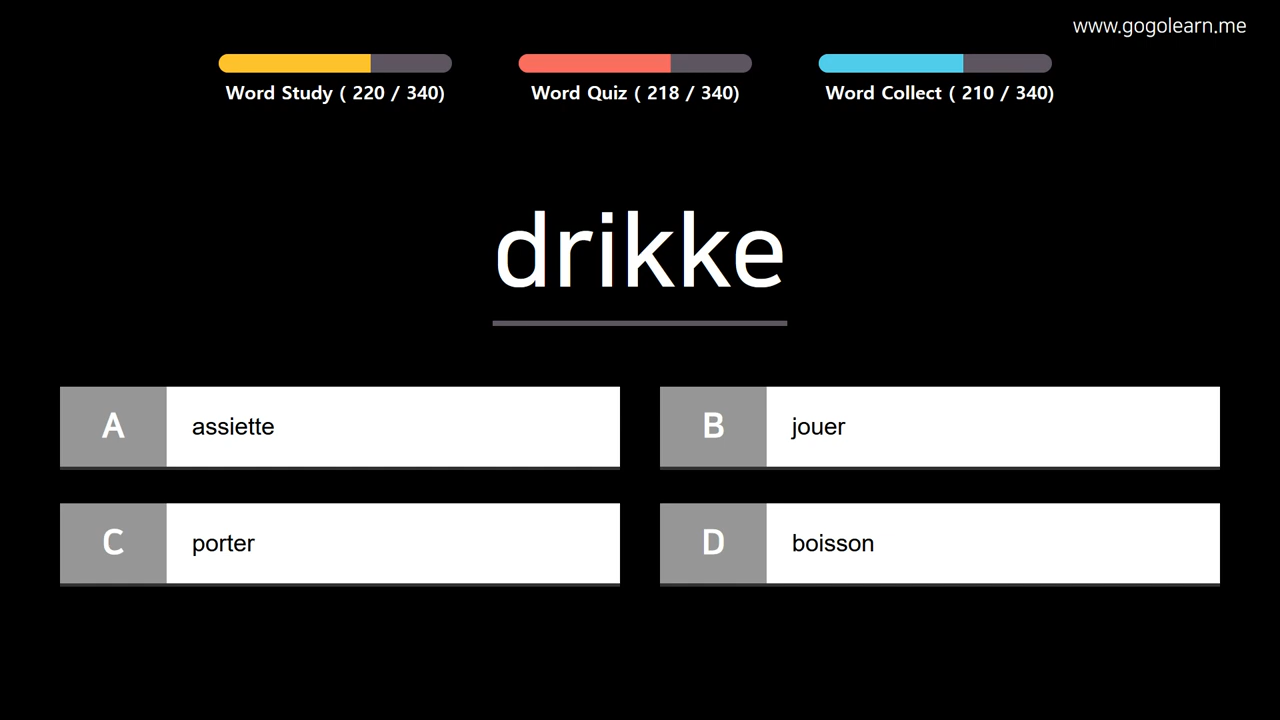 www.gogolearn.me
Word Study ( 220 / 340)
Word Quiz ( 218 / 340)
Word Collect ( 210 / 340)
drikke
A assiette
B jouer
C porter
D boisson